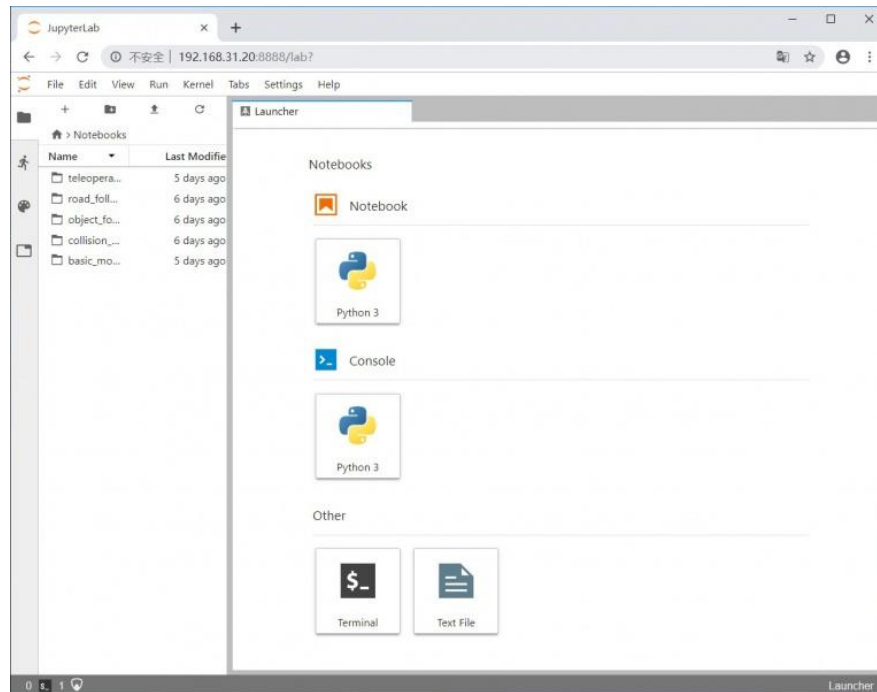 JupyterLab
不安全 | 192.168.31.20:8888/lab?
File Edit View Run Kernel Tabs Settings Help
Launcher
> Notebooks
Name Last Modifie
teleopera... 5 days ago
road_foll... 6 days ago
object_fo... 6 days ago
collision_... 6 days ago
basic_mo... 5 days ago
Notebooks
Notebook
Python 3
>_ Console
Python 3
Other
$_
Terminal Text File
0 $_ 1 Launcher